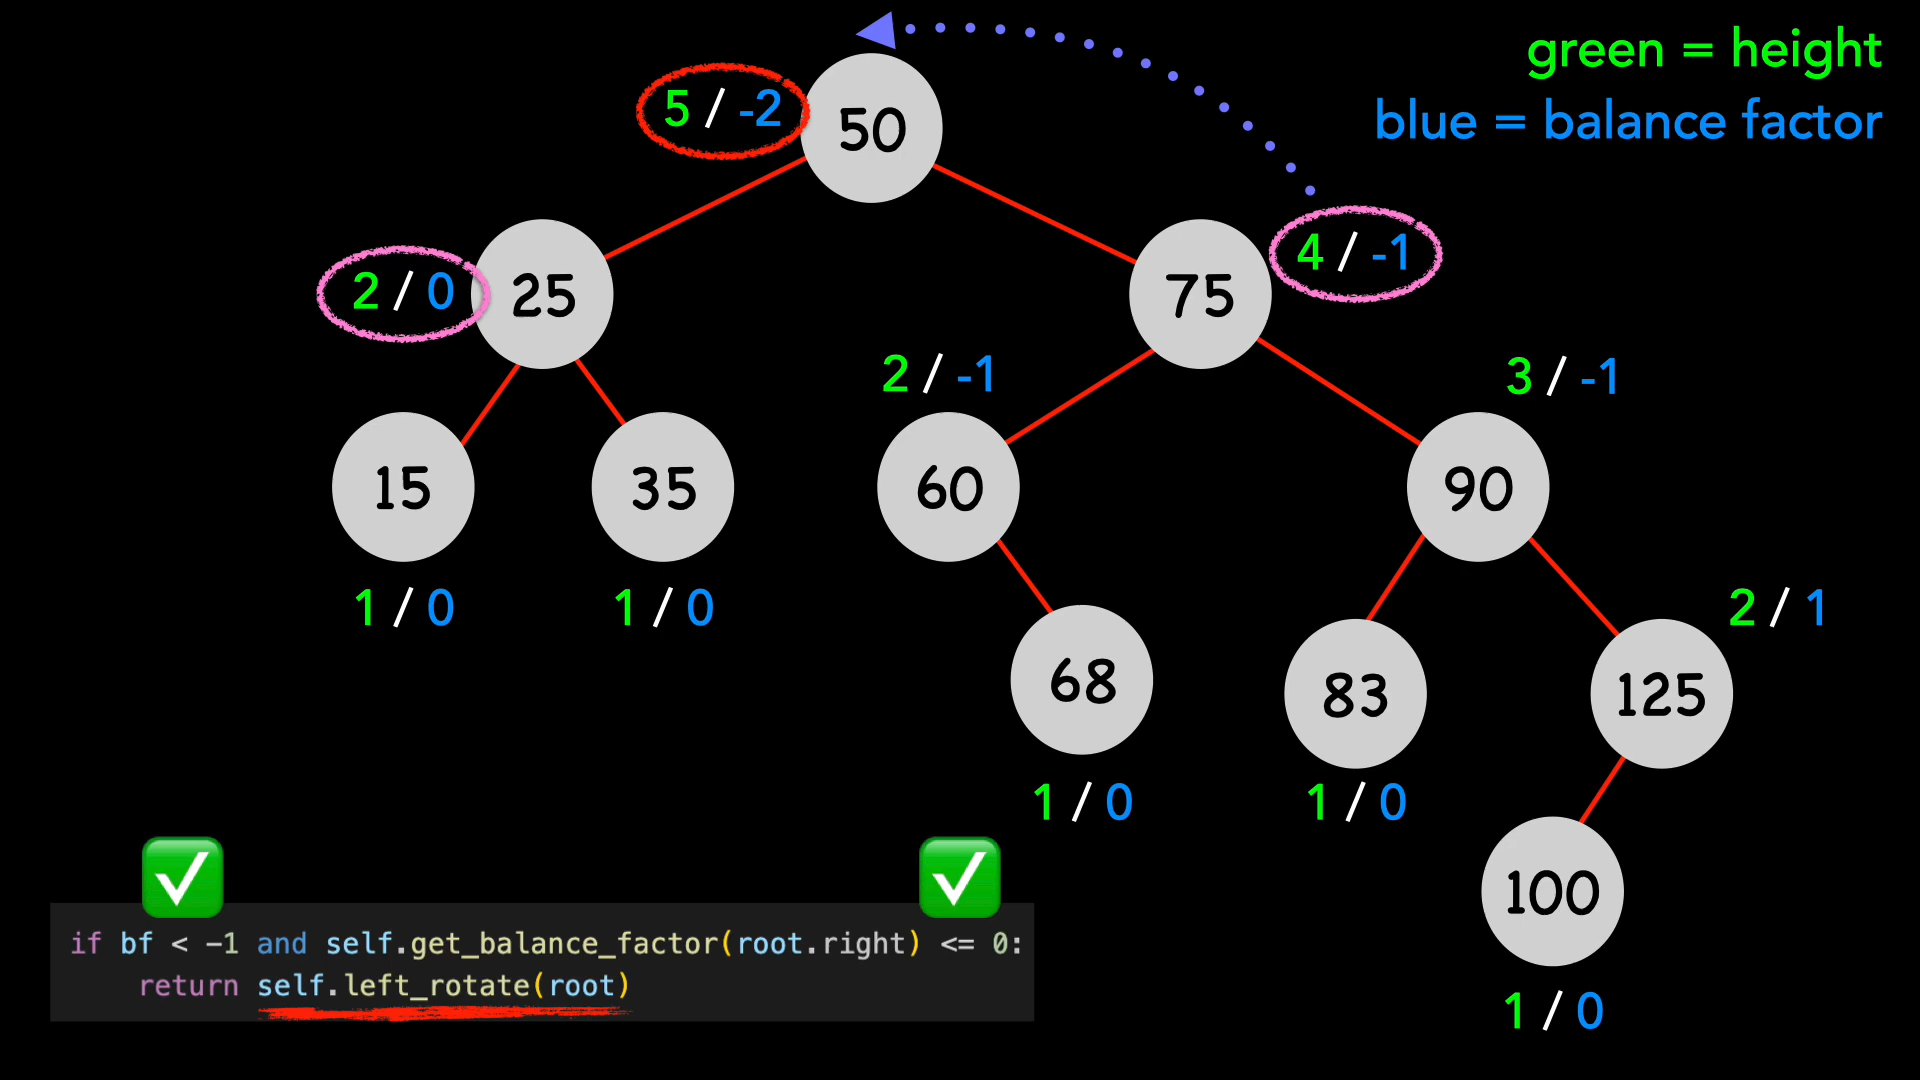 green = height
blue = balance factor
5 / -2
50
2 / 0
25
75
4 / -1
2 / -1
3 / -1
15
35
60
90
1 / 0
1 / 0
2 / 1
68
83
125
1 / 0
1 / 0
100
1 / 0
if bf < -1 and self.get_balance_factor(root.right) <= 0:
return self.left_rotate(root)